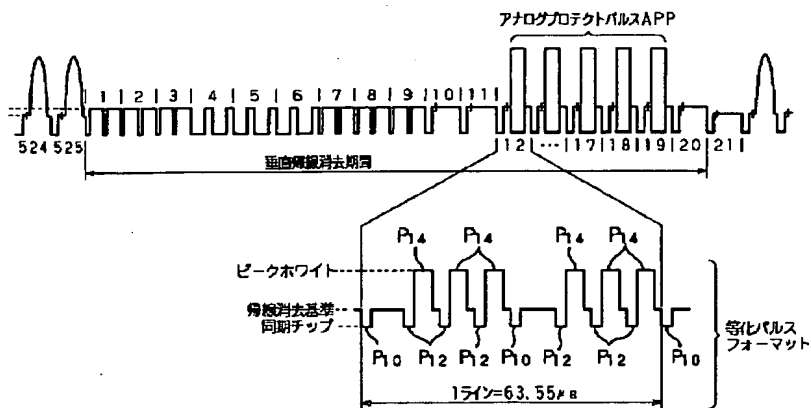 アナログプロテクトパルスAPP
1 2 3 4 5 6 7 8 9 10 11
524 525 12 ... 17 18 19 20 21
垂直帰線消去期間
P14 P14 P14 P14
ピークホワイト
帰線消去基準
同期チップ
等化パルス
フォーマット
P10 P12 P12 P10 P12 P12 P10
1ライン=63.55μs